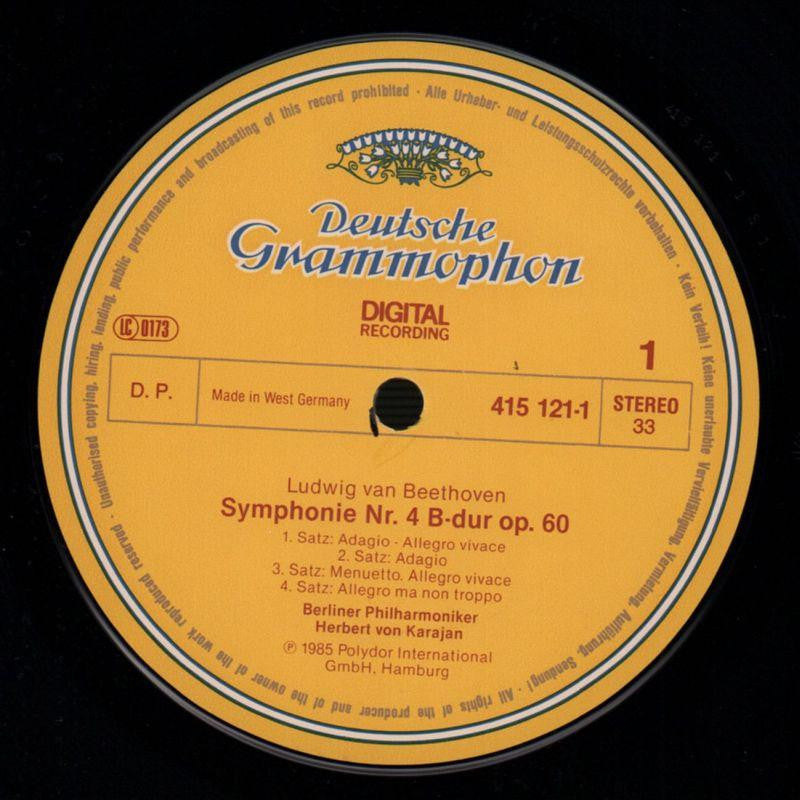 Unauthorised copying, hiring, lending, public performance and broadcasting of this record prohibited · Alle Urheber- und Leistungsschutzrechte vorbehalten · Kein Verleih! Keine unerlaubte Vervielfältigung, Vermietung, Aufführung, Sendung! · All rights of the producer and of the owner of the work reproduced reserved ·
Deutsche
Grammophon
DIGITAL
RECORDING
LC 0173
1
D. P.
Made in West Germany
415 121-1
STEREO
33
Ludwig van Beethoven
Symphonie Nr. 4 B-dur op. 60
1. Satz: Adagio - Allegro vivace
2. Satz: Adagio
3. Satz: Menuetto. Allegro vivace
4. Satz: Allegro ma non troppo
Berliner Philharmoniker
Herbert von Karajan
℗ 1985 Polydor International
GmbH, Hamburg